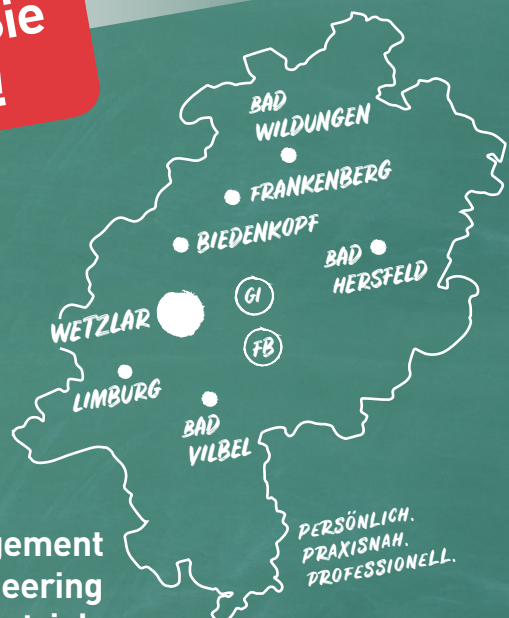 BAD
WILDUNGEN
FRANKENBERG
BIEDENKOPF
BAD
HERSFELD
GI
WETZLAR
FB
LIMBURG
BAD
VILBEL
PERSÖNLICH.
PRAXISNAH.
PROFESSIONELL.